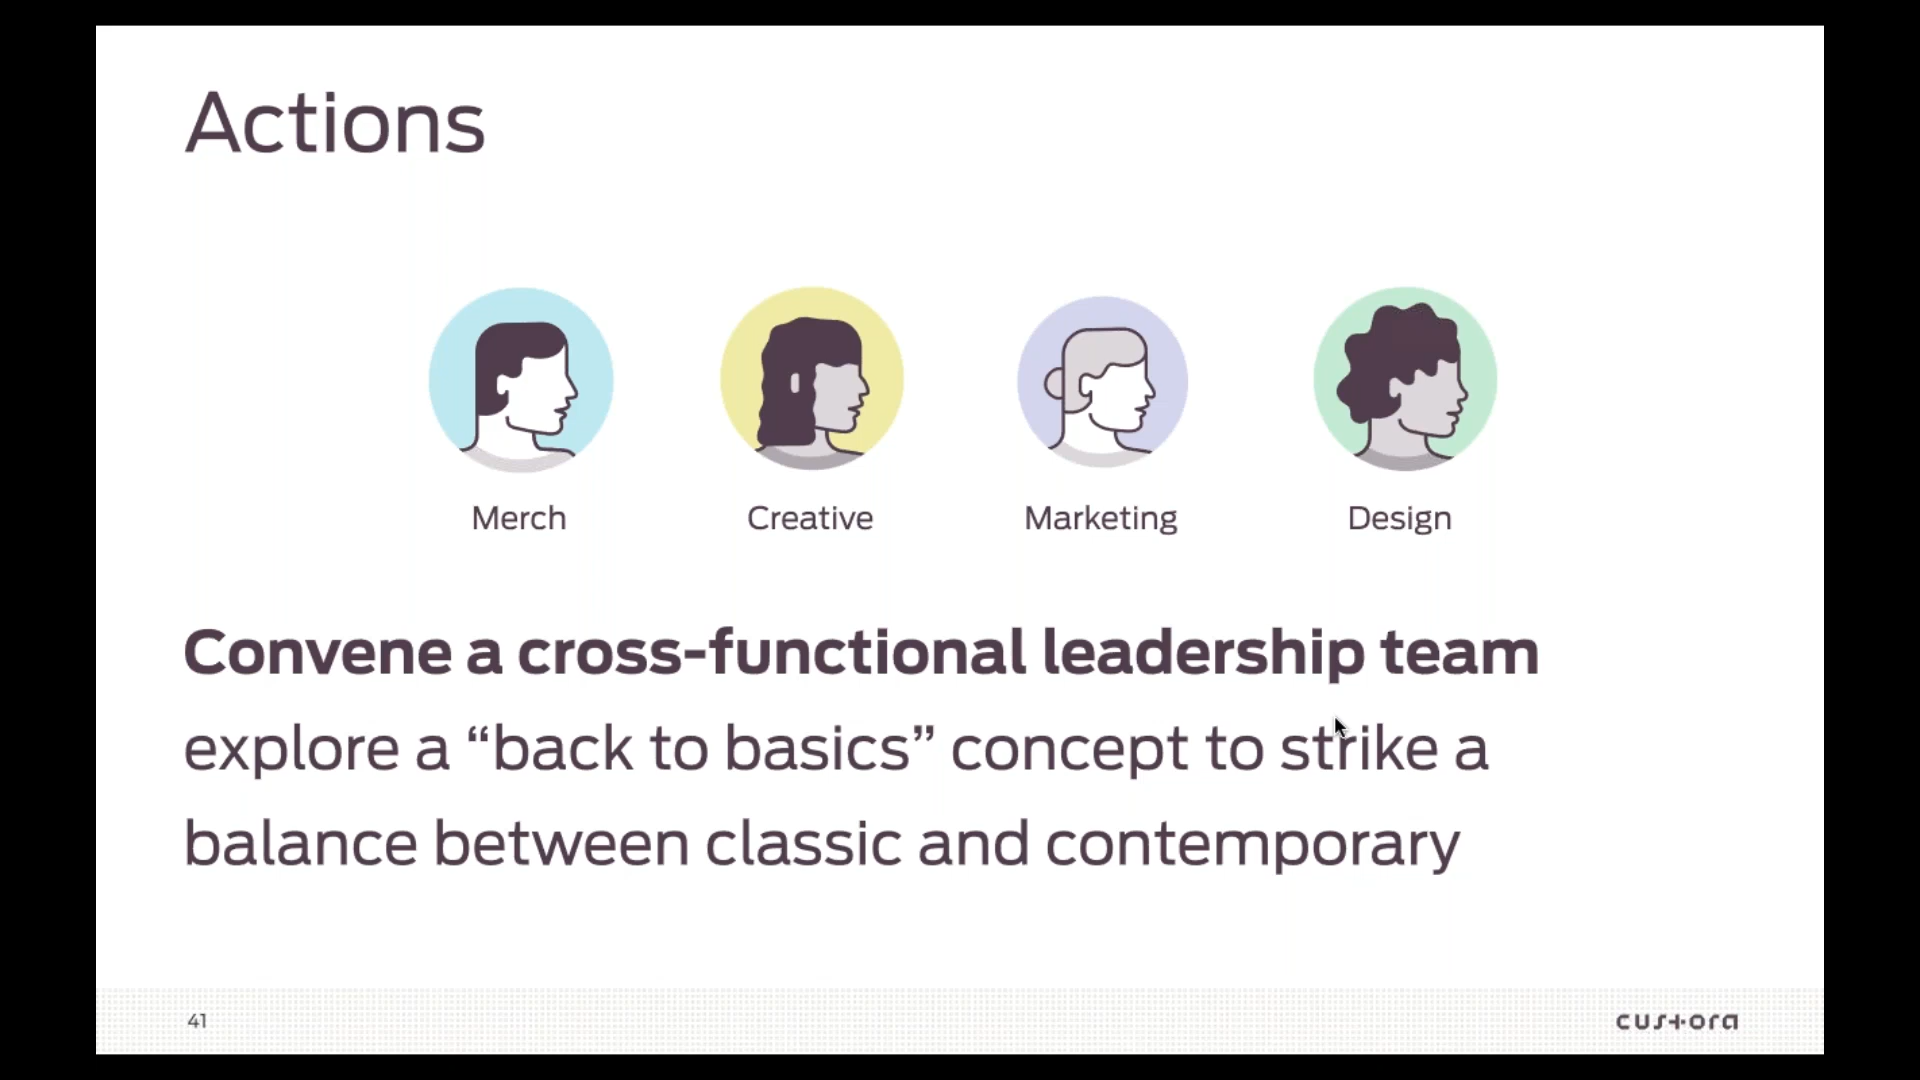 Actions
Merch
Creative
Marketing
Design
Convene a cross-functional leadership team
explore a “back to basics” concept to strike a
balance between classic and contemporary
41
custora